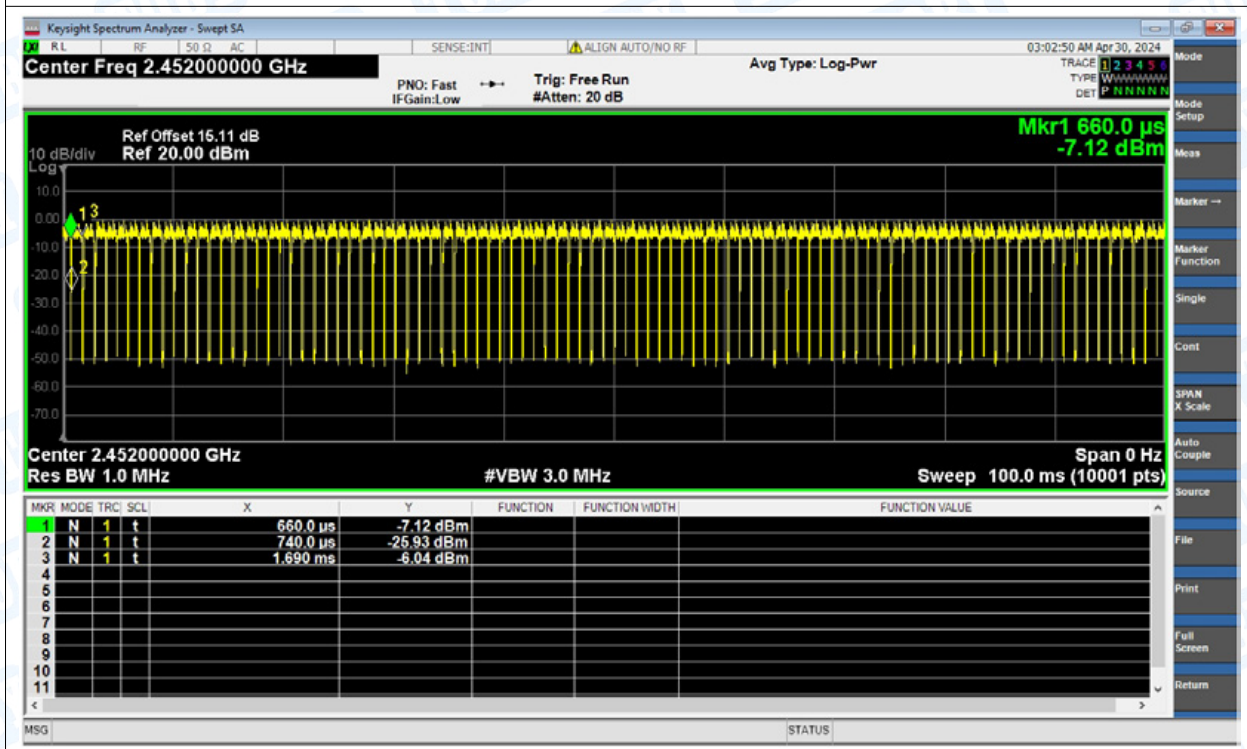 Keysight Spectrum Analyzer - Swept SA
RL RF 50 Ω AC SENSE:INT ALIGN AUTO/NO RF 03:02:50 AM Apr 30, 2024
Center Freq 2.452000000 GHz
PNO: Fast
IFGain:Low
Trig: Free Run
#Atten: 20 dB
Avg Type: Log-Pwr
TRACE 1 2 3 4 5 6
TYPE WWWWWWW
DET P N N N N N
Ref Offset 15.11 dB
10 dB/div Ref 20.00 dBm
Log
Mkr1 660.0 µs
-7.12 dBm
10.0
0.00
-10.0
-20.0
-30.0
-40.0
-50.0
-60.0
-70.0
1 3
2
Center 2.452000000 GHz Span 0 Hz
Res BW 1.0 MHz #VBW 3.0 MHz Sweep 100.0 ms (10001 pts)
MKR MODE TRC SCL X Y FUNCTION FUNCTION WIDTH FUNCTION VALUE
1 N 1 t 660.0 µs -7.12 dBm
2 N 1 t 740.0 µs -25.93 dBm
3 N 1 t 1.690 ms -6.04 dBm
4
5
6
7
8
9
10
11
MSG STATUS
Mode
Mode
Setup
Meas
Marker →
Marker
Function
Single
Cont
SPAN
X Scale
Auto
Couple
Source
File
Print
Full
Screen
Return